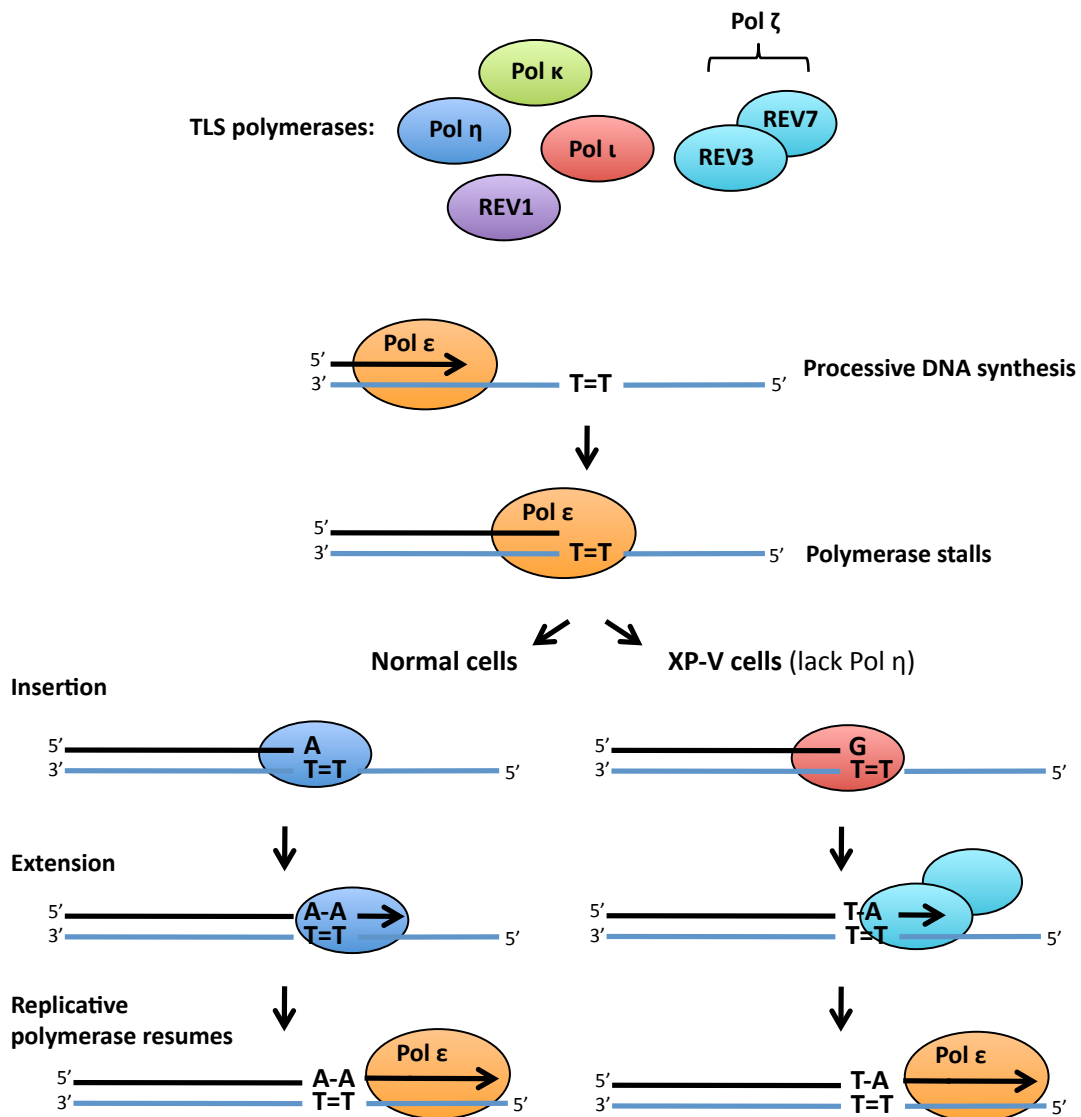 Pol ζ
Pol κ
TLS polymerases:
Pol η
REV7
Pol ι
REV3
REV1
Pol ε
5’
3’
T=T
5’
Processive DNA synthesis
Pol ε
5’
3’
T=T
5’
Polymerase stalls
Normal cells
XP-V cells (lack Pol η)
Insertion
5’
A
3’
T=T
5’
5’
G
3’
T=T
5’
Extension
5’
A-A
3’
T=T
5’
5’
T-A
3’
T=T
5’
Replicative
polymerase resumes
Pol ε
5’
A-A
3’
T=T
5’
Pol ε
5’
T-A
3’
T=T
5’